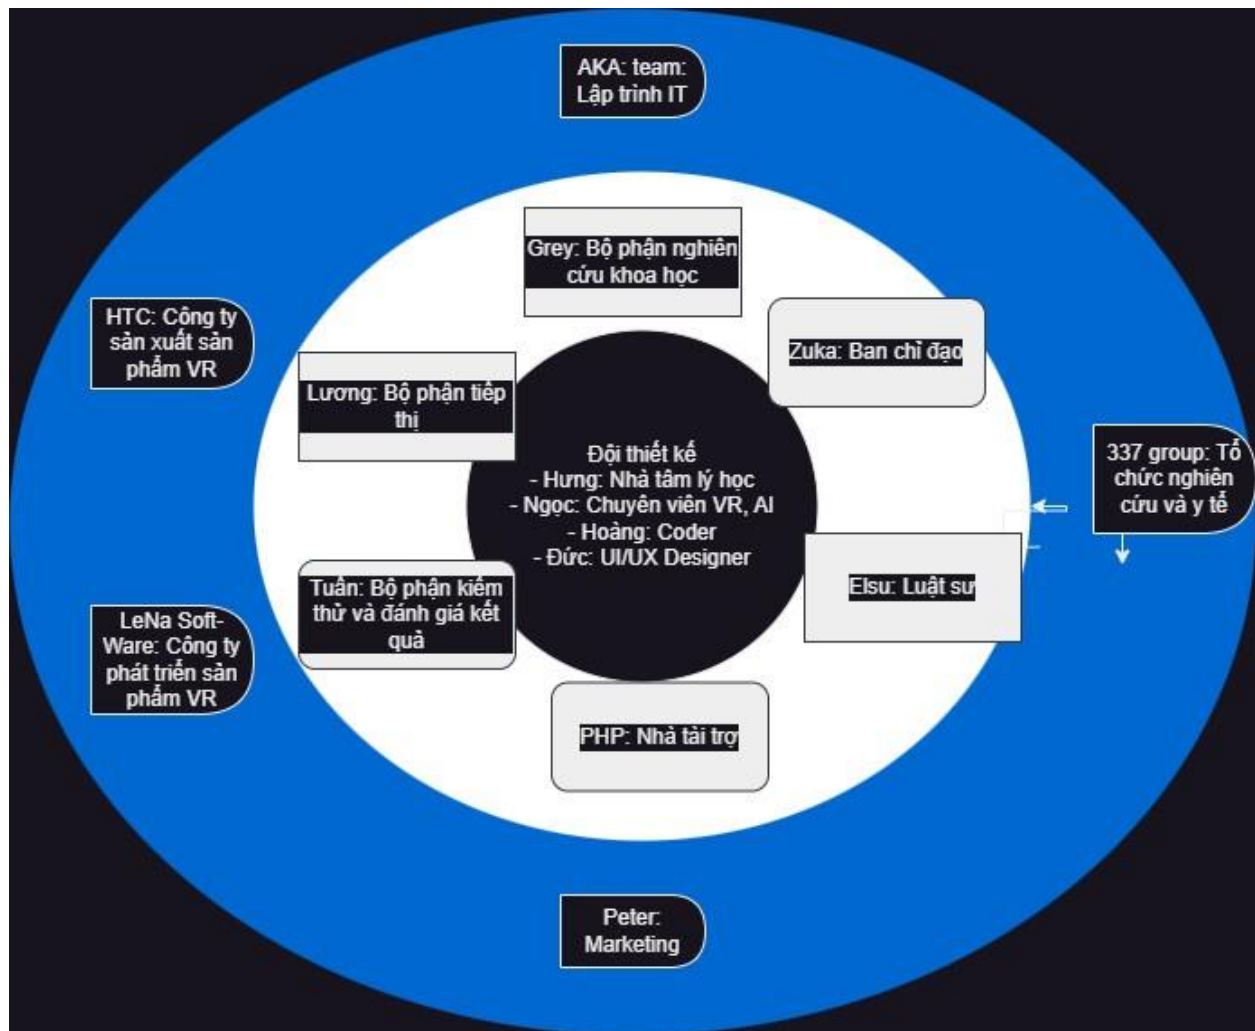 AKA: team:
Lập trình IT
Grey: Bộ phận nghiên
cứu khoa học
HTC: Công ty
sản xuất sản
phẩm VR
Zuka: Ban chỉ đạo
Lương: Bộ phận tiếp
thị
Đội thiết kế
- Hưng: Nhà tâm lý học
- Ngọc: Chuyên viên VR, AI
- Hoàng: Coder
- Đức: UI/UX Designer
337 group: Tổ
chức nghiên
cứu và y tế
Tuấn: Bộ phận kiểm
thử và đánh giá kết
quả
Elsu: Luật sư
LeNa Soft-
Ware: Công ty
phát triển sản
phẩm VR
PHP: Nhà tài trợ
Peter:
Marketing